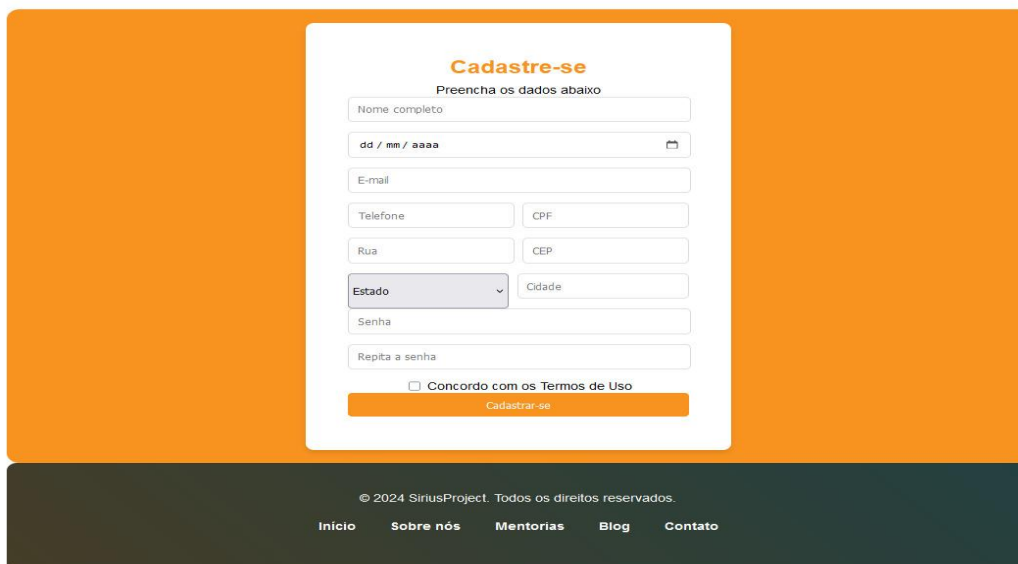 Cadastre-se
Preencha os dados abaixo
Nome completo
dd / mm / aaaa
E-mail
Telefone CPF
Rua CEP
Estado Cidade
Senha
Repita a senha
Concordo com os Termos de Uso
Cadastrar-se
© 2024 SiriusProject. Todos os direitos reservados.
Início Sobre nós Mentorias Blog Contato